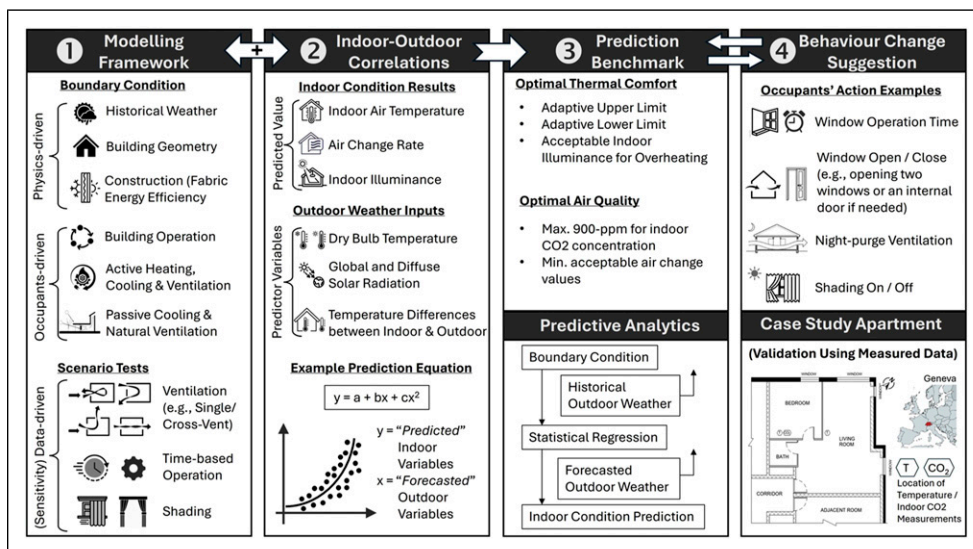 1 Modelling
Framework
+
2 Indoor-Outdoor
Correlations
3 Prediction
Benchmark
4 Behaviour Change
Suggestion
Physics-driven
Boundary Condition
Historical Weather
Building Geometry
Construction (Fabric
Energy Efficiency
Occupants-driven
Building Operation
Active Heating,
Cooling & Ventilation
Passive Cooling &
Natural Ventilation
(Sensitivity) Data-driven
Scenario Tests
Ventilation
(e.g., Single/
Cross-Vent)
Time-based
Operation
Shading
Predicted Value
Indoor Condition Results
Indoor Air Temperature
Air Change Rate
Indoor Illuminance
Predictor Variables
Outdoor Weather Inputs
Dry Bulb Temperature
Global and Diffuse
Solar Radiation
Temperature Differences
between Indoor & Outdoor
Example Prediction Equation
y = a + bx + cx²
y = "Predicted"
Indoor
Variables
x = "Forecasted"
Outdoor
Variables
Optimal Thermal Comfort
• Adaptive Upper Limit
• Adaptive Lower Limit
• Acceptable Indoor
Illuminance for Overheating
Optimal Air Quality
• Max. 900-ppm for indoor
CO2 concentration
• Min. acceptable air change
values
Predictive Analytics
Boundary Condition
Historical
Outdoor Weather
Statistical Regression
Forecasted
Outdoor Weather
Indoor Condition Prediction
Occupants' Action Examples
Window Operation Time
Window Open / Close
(e.g., opening two
windows or an internal
door if needed)
Night-purge Ventilation
Shading On / Off
Case Study Apartment
(Validation Using Measured Data)
WINDOW
WINDOW
Geneva
BEDROOM
LIVING
ROOM
BATH
WINDOW
CORRIDOR
ADJACENT ROOM
T
CO₂
Location of
Temperature /
Indoor CO2
Measurements